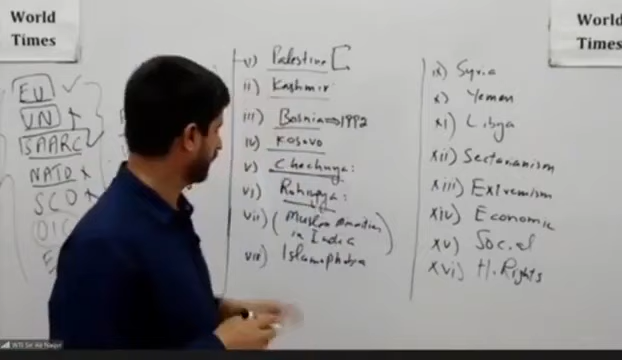 World
Times
World
Times
EU
UN
SAARC
NATO x
SCO x
OIC
v) Palestine
ii) Kashmir
iii) Bosnia => 1992
iv) Kosovo
v) Chechnya:
vi) Rohingya:
vii) (Muslim
in India
viii) Islamophobia
ix) Syria
x) Yemen
xi) Libya
xii) Sectarianism
xiii) Extremism
xiv) Economic
xv) Social
xvi) H. Rights